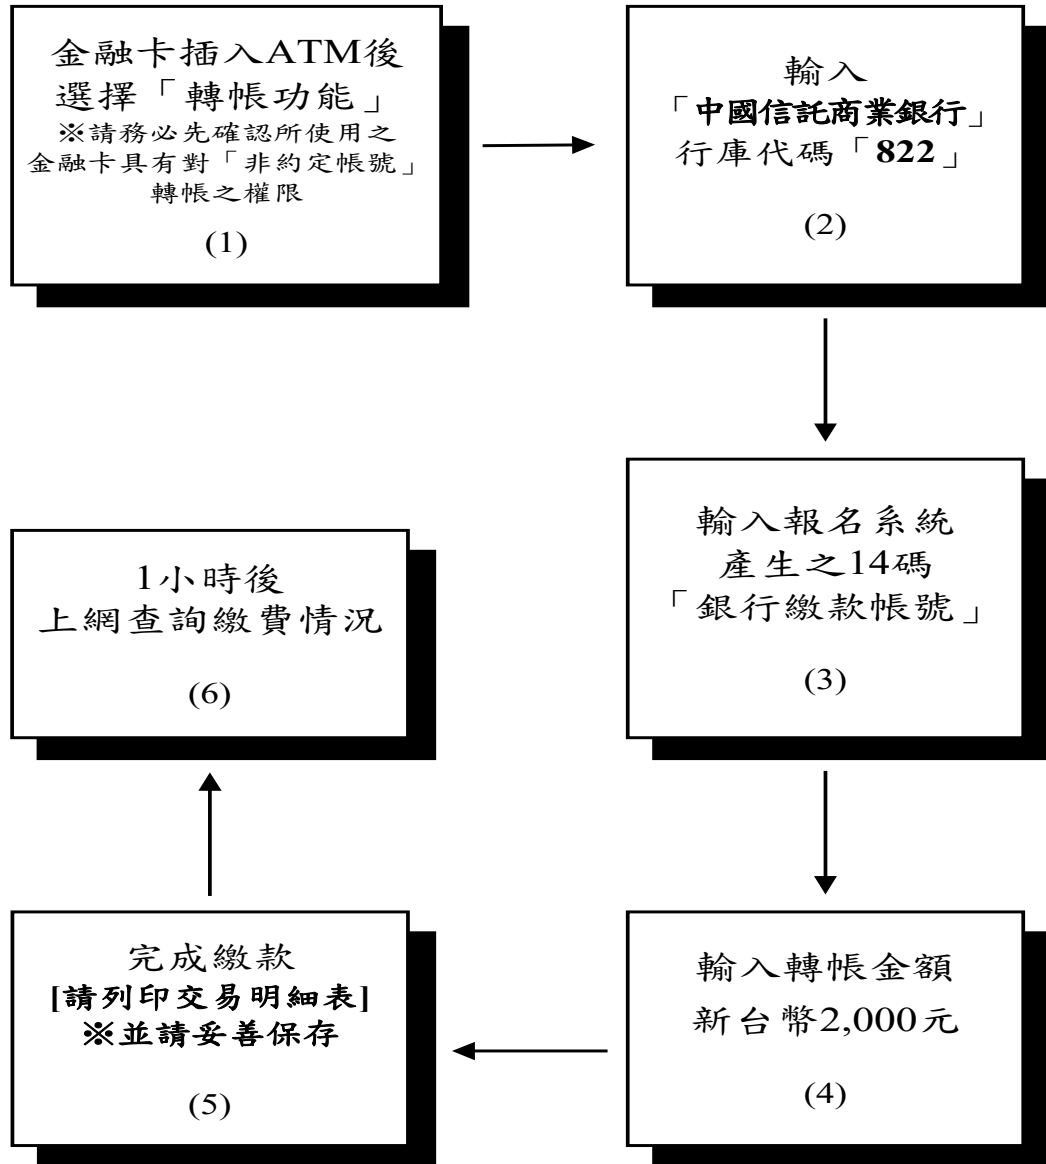 金融卡插入ATM後
選擇「轉帳功能」
※請務必先確認所使用之
金融卡具有對「非約定帳號」
轉帳之權限
(1)
輸入
「中國信託商業銀行」
行庫代碼「822」
(2)
輸入報名系統
產生之14碼
「銀行繳款帳號」
(3)
輸入轉帳金額
新台幣2,000元
(4)
完成繳款
[請列印交易明細表]
※並請妥善保存
(5)
1小時後
上網查詢繳費情況
(6)